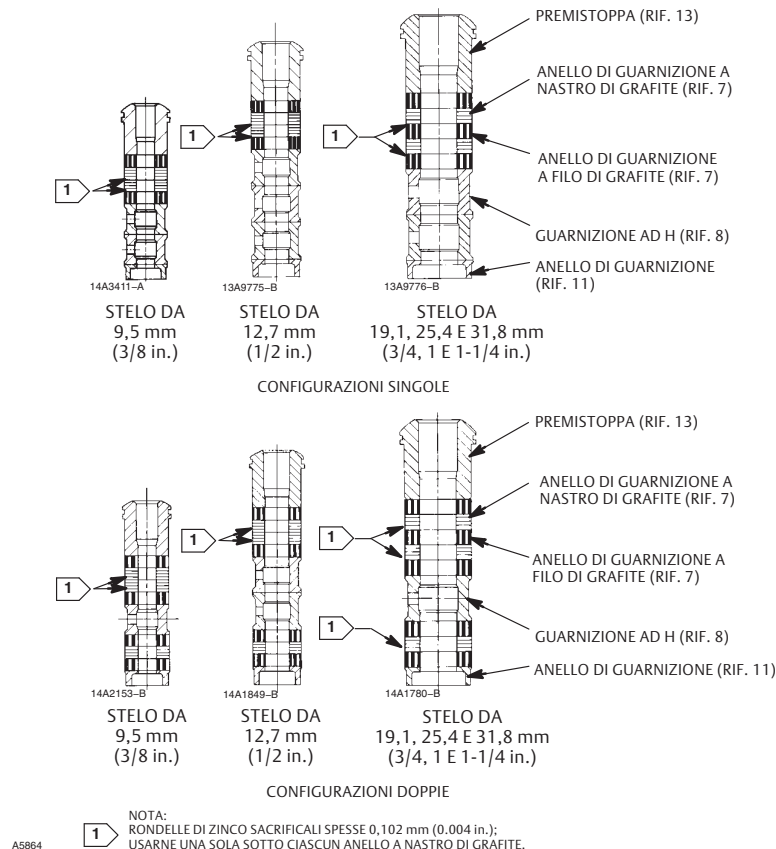 PREMISTOPPA (RIF. 13)
ANELLO DI GUARNIZIONE A
NASTRO DI GRAFITE (RIF. 7)
1
1
1
ANELLO DI GUARNIZIONE
A FILO DI GRAFITE (RIF. 7)
GUARNIZIONE AD H (RIF. 8)
ANELLO DI GUARNIZIONE
(RIF. 11)
14A3411-A
13A9775-B
13A9776-B
STELO DA
9,5 mm
(3/8 in.)
STELO DA
12,7 mm
(1/2 in.)
STELO DA
19,1, 25,4 E 31,8 mm
(3/4, 1 E 1-1/4 in.)
CONFIGURAZIONI SINGOLE
PREMISTOPPA (RIF. 13)
ANELLO DI GUARNIZIONE A
NASTRO DI GRAFITE (RIF. 7)
1
1
1
ANELLO DI GUARNIZIONE A
FILO DI GRAFITE (RIF. 7)
1
GUARNIZIONE AD H (RIF. 8)
ANELLO DI GUARNIZIONE (RIF. 11)
14A2153-B
14A1849-B
14A1780-B
STELO DA
9,5 mm
(3/8 in.)
STELO DA
12,7 mm
(1/2 in.)
STELO DA
19,1, 25,4 E 31,8 mm
(3/4, 1 E 1-1/4 in.)
CONFIGURAZIONI DOPPIE
NOTA:
1 RONDELLE DI ZINCO SACRIFICALI SPESSE 0,102 mm (0.004 in.);
USARNE UNA SOLA SOTTO CIASCUN ANELLO A NASTRO DI GRAFITE.
A5864